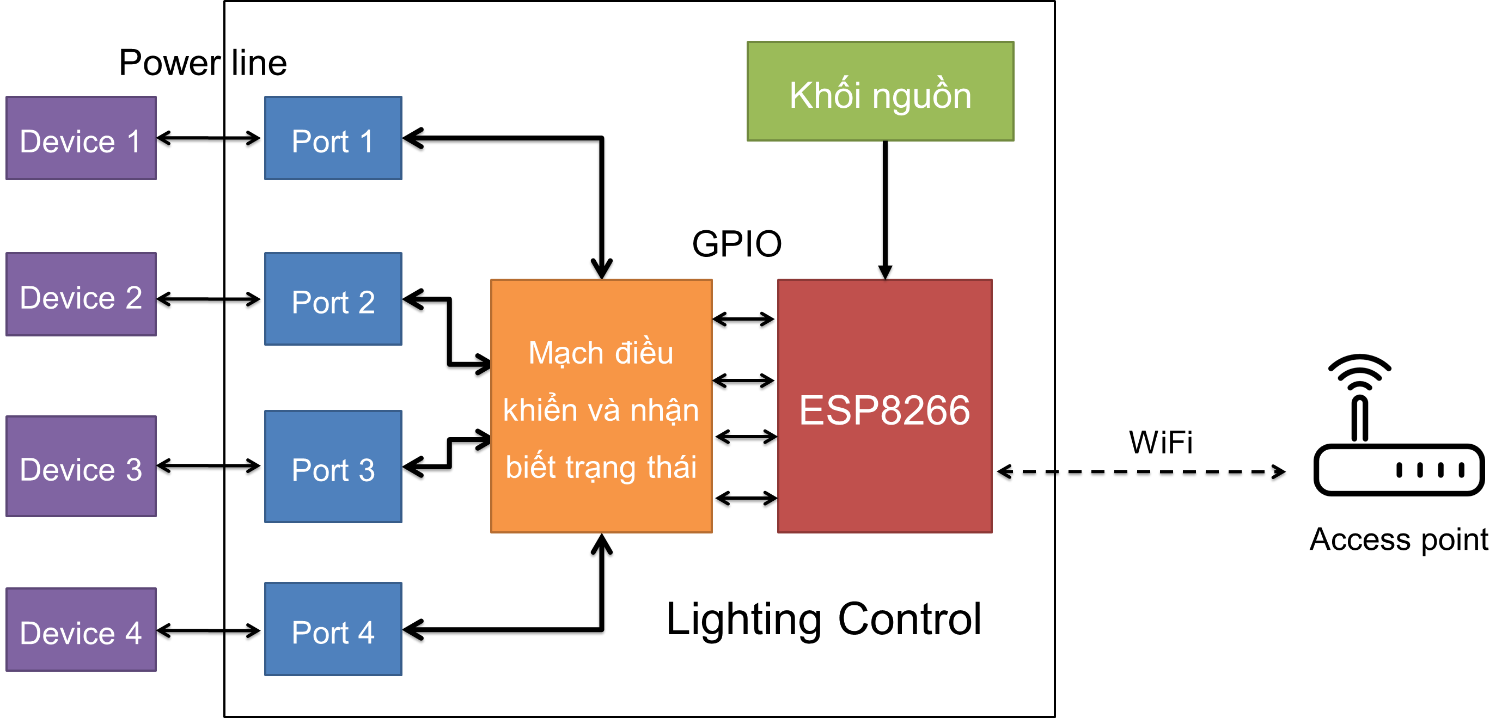 Power line
Khối nguồn
Device 1
Port 1
GPIO
Device 2
Port 2
Mạch điều
khiển và nhận
biết trạng thái
ESP8266
WiFi
Device 3
Port 3
Access point
Device 4
Port 4
Lighting Control